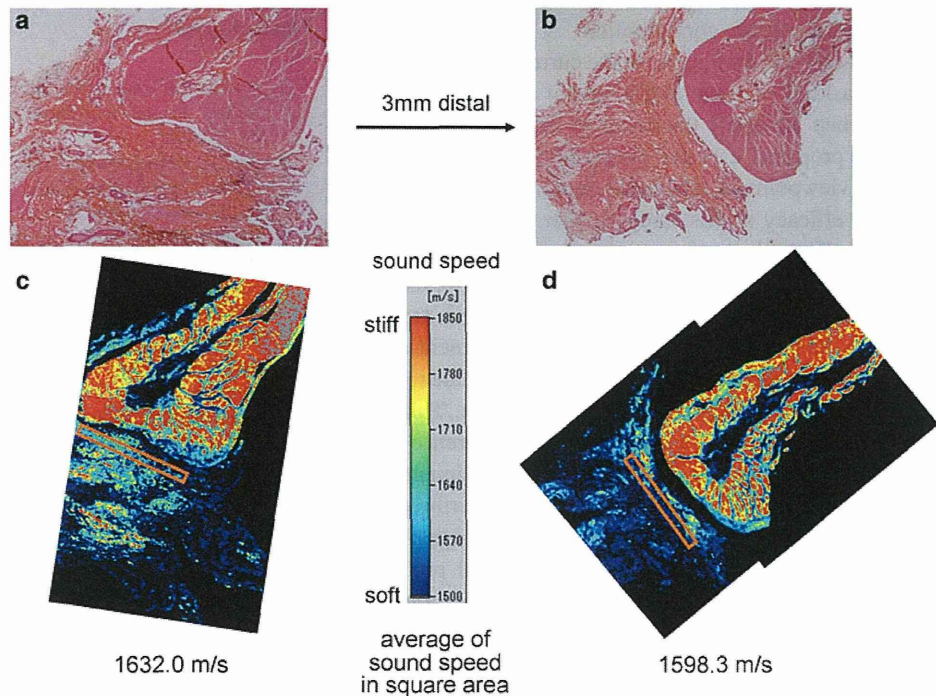 a
b
3mm distal
c
sound speed
d
[m/s]
stiff
1850
1780
1710
1640
1570
soft
1500
average of
sound speed
in square area
1632.0 m/s
1598.3 m/s